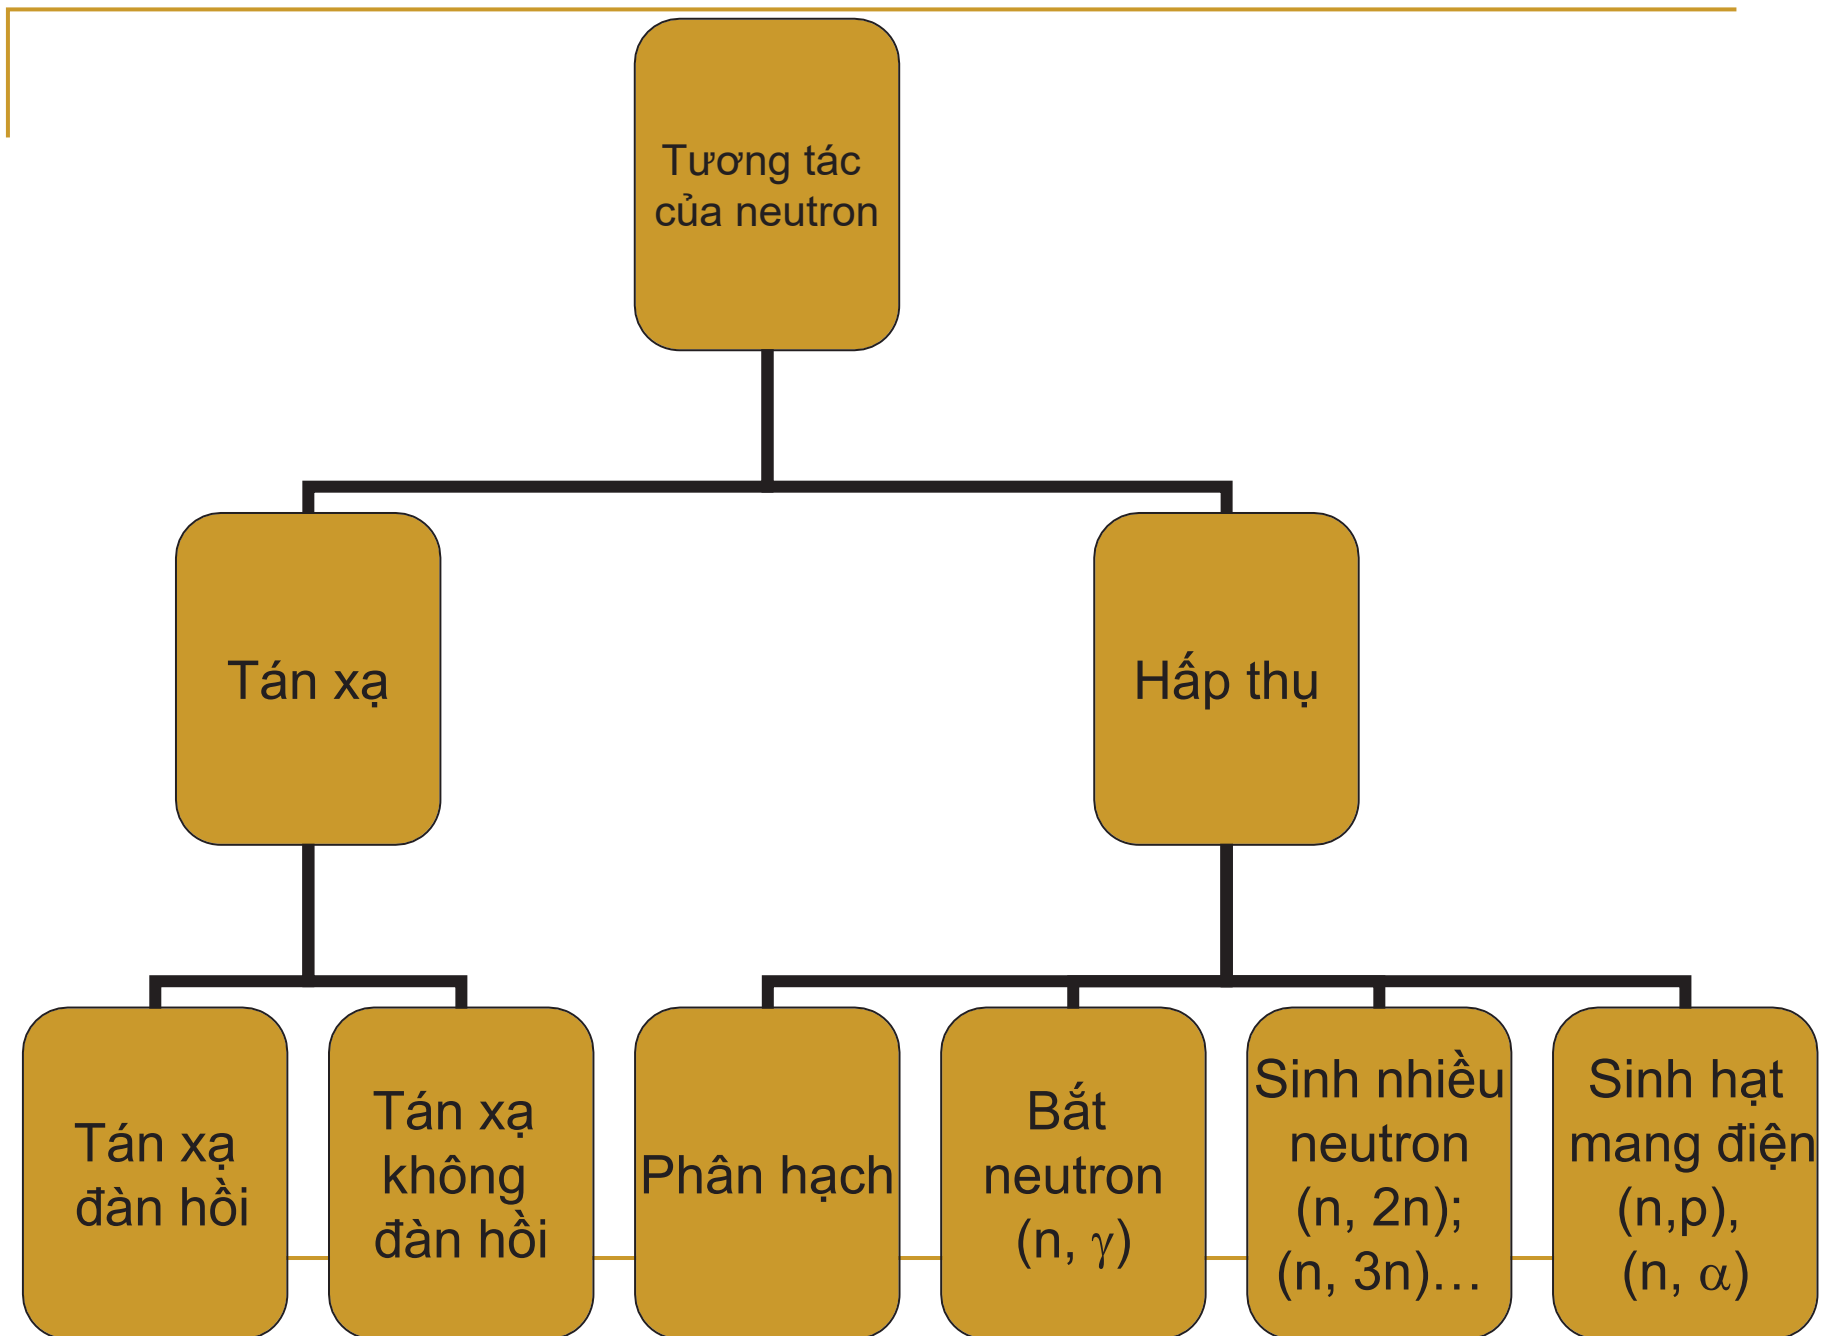 Tương tác
của neutron
Tán xạ
Hấp thụ
Tán xạ
đàn hồi
Tán xạ
không
đàn hồi
Phân hạch
Bắt
neutron
(n, γ)
Sinh nhiều
neutron
(n, 2n);
(n, 3n)…
Sinh hạt
mang điện
(n,p),
(n, α)